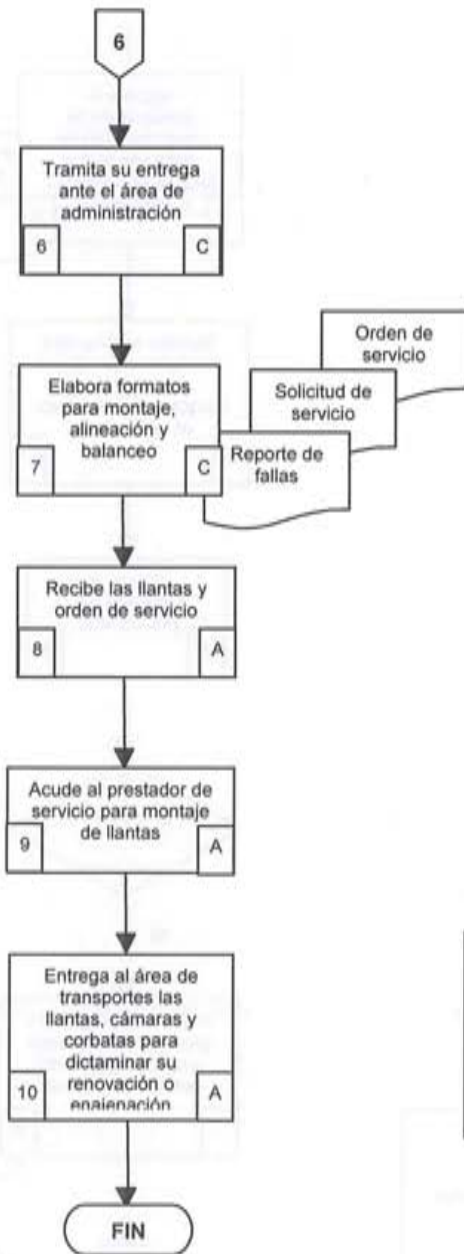 6
Tramita su entrega
ante el área de
administración
6
C
Elabora formatos
para montaje,
alineación y
balanceo
7
C
Orden de
servicio
Solicitud de
servicio
Reporte de
fallas
Recibe las llantas y
orden de servicio
8
A
Acude al prestador de
servicio para montaje
de llantas
9
A
Entrega al área de
transportes las
llantas, cámaras y
corbatas para
dictaminar su
renovación o
enajenación
10
A
FIN